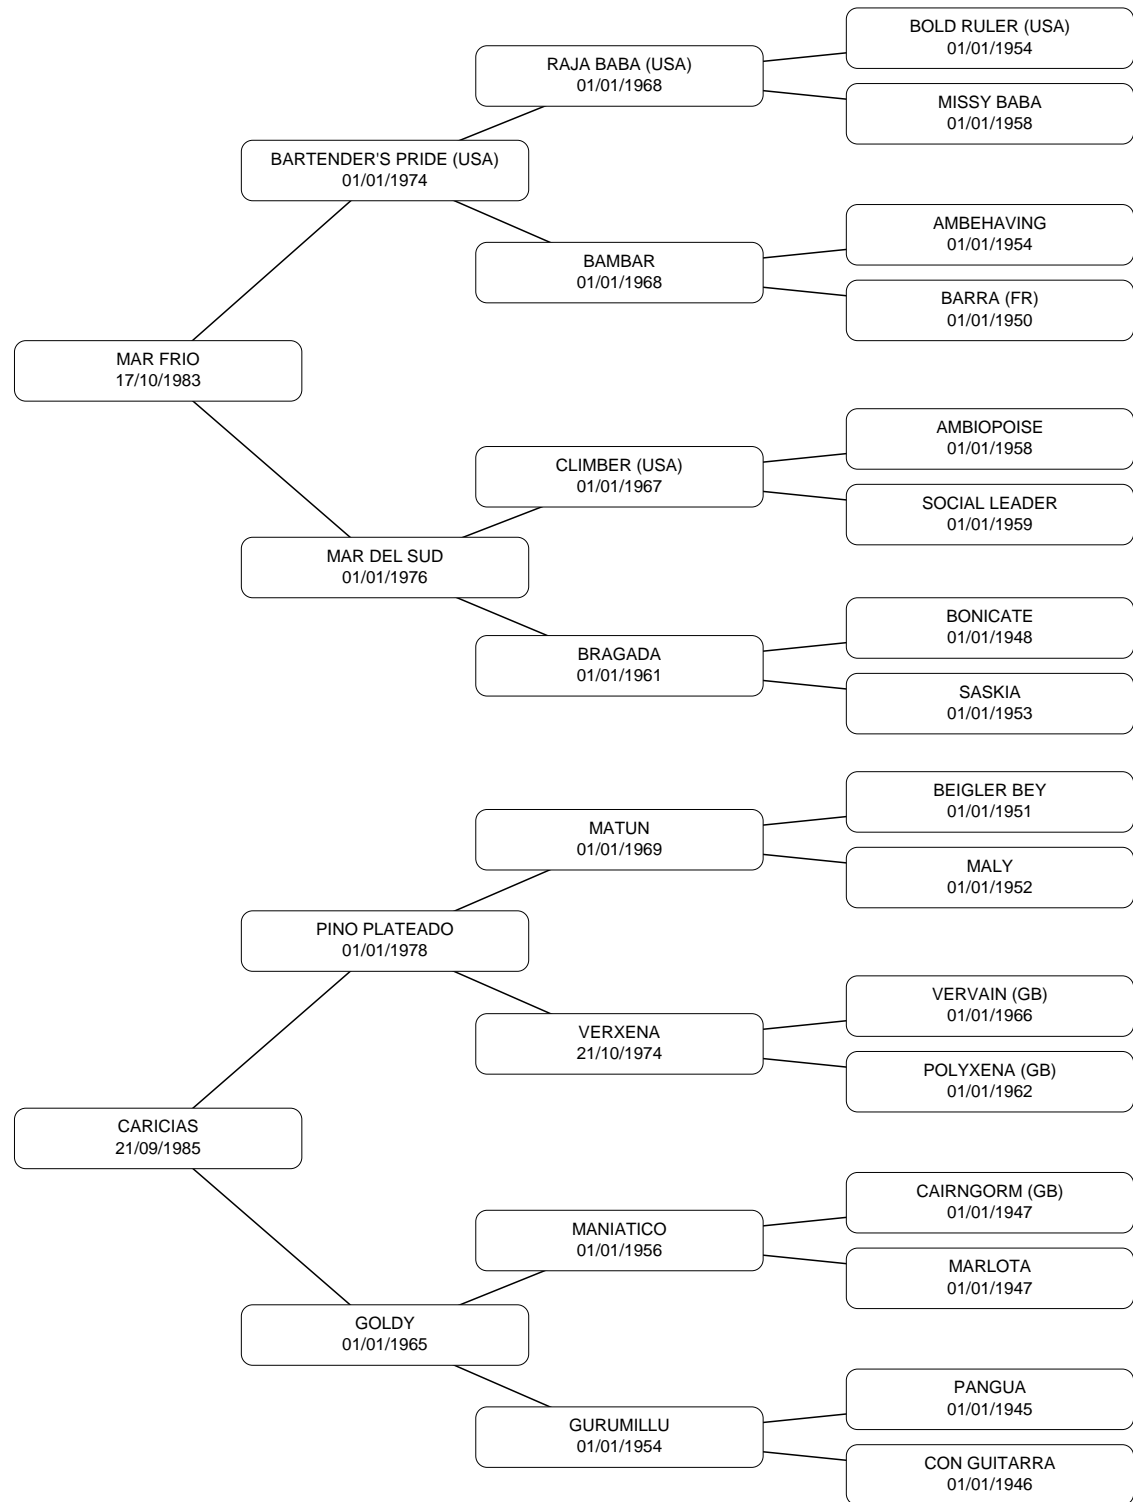 BOLD RULER (USA)
01/01/1954
RAJA BABA (USA)
01/01/1968
MISSY BABA
01/01/1958
BARTENDER'S PRIDE (USA)
01/01/1974
AMBEHAVING
01/01/1954
BAMBAR
01/01/1968
BARRA (FR)
01/01/1950
MAR FRIO
17/10/1983
AMBIOPOISE
01/01/1958
CLIMBER (USA)
01/01/1967
SOCIAL LEADER
01/01/1959
MAR DEL SUD
01/01/1976
BONICATE
01/01/1948
BRAGADA
01/01/1961
SASKIA
01/01/1953
BEIGLER BEY
01/01/1951
MATUN
01/01/1969
MALY
01/01/1952
PINO PLATEADO
01/01/1978
VERVAIN (GB)
01/01/1966
VERXENA
21/10/1974
POLYXENA (GB)
01/01/1962
CARICIAS
21/09/1985
CAIRNGORM (GB)
01/01/1947
MANIATICO
01/01/1956
MARLOTA
01/01/1947
GOLDY
01/01/1965
PANGUA
01/01/1945
GURUMILLU
01/01/1954
CON GUITARRA
01/01/1946